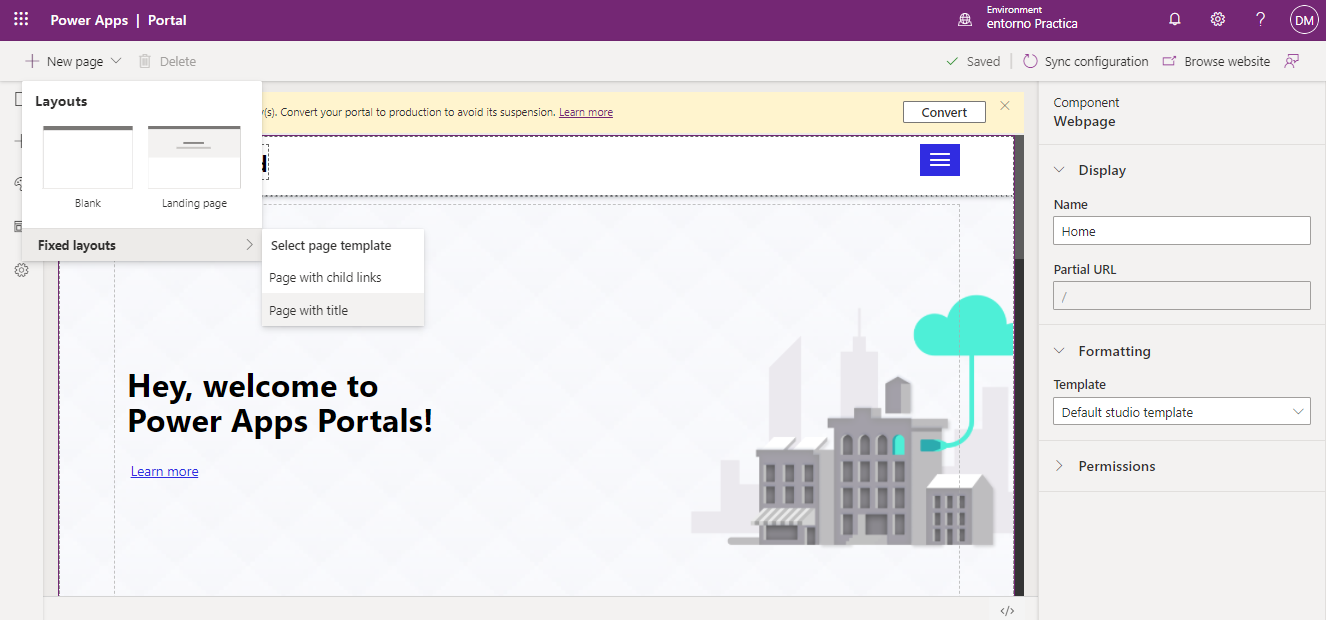 Power Apps | Portal
Environment
entorno Practica
?
DM
New page
Delete
Saved
Sync configuration
Browse website
Layouts
Blank
Landing page
Fixed layouts
Select page template
Page with child links
Page with title
(s). Convert your portal to production to avoid its suspension. Learn more
Convert
Hey, welcome to
Power Apps Portals!
Learn more
</>
Component
Webpage
Display
Name
Home
Partial URL
/
Formatting
Template
Default studio template
Permissions